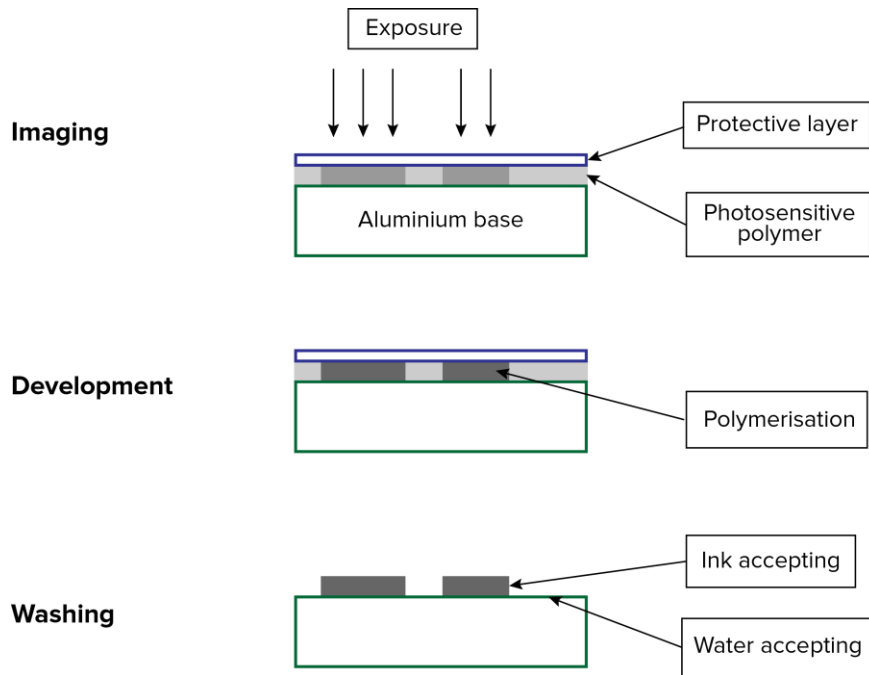 Exposure
Imaging
Protective layer
Aluminium base
Photosensitive
polymer
Development
Polymerisation
Ink accepting
Washing
Water accepting